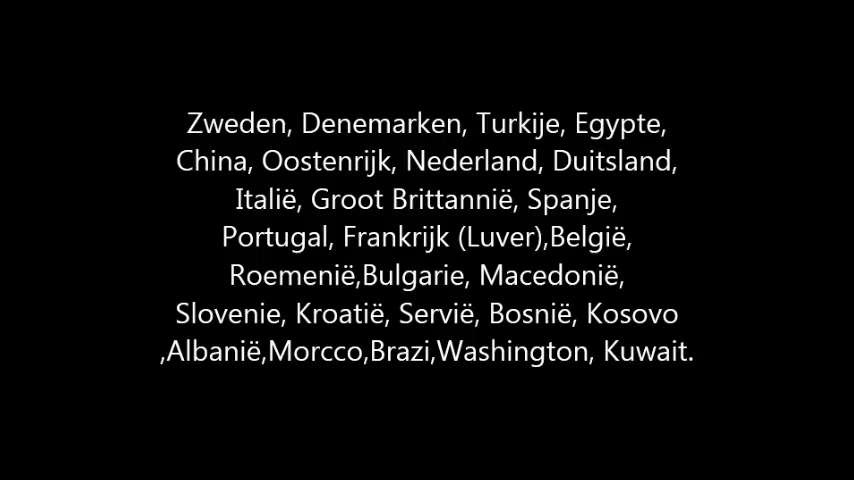 Zweden, Denemarken, Turkije, Egypte,
China, Oostenrijk, Nederland, Duitsland,
Italië, Groot Brittannië, Spanje,
Portugal, Frankrijk (Luver),België,
Roemenië,Bulgarie, Macedonië,
Slovenie, Kroatië, Servië, Bosnië, Kosovo
,Albanië,Morcco,Brazi,Washington, Kuwait.